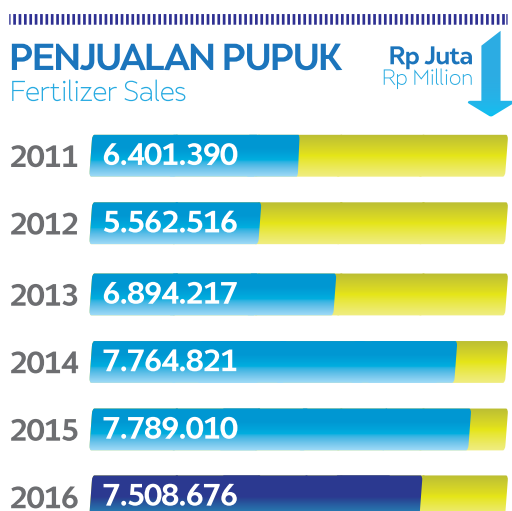 PENJUALAN PUPUK
Fertilizer Sales
Rp Juta
Rp Million
2011 6.401.390
2012 5.562.516
2013 6.894.217
2014 7.764.821
2015 7.789.010
2016 7.508.676